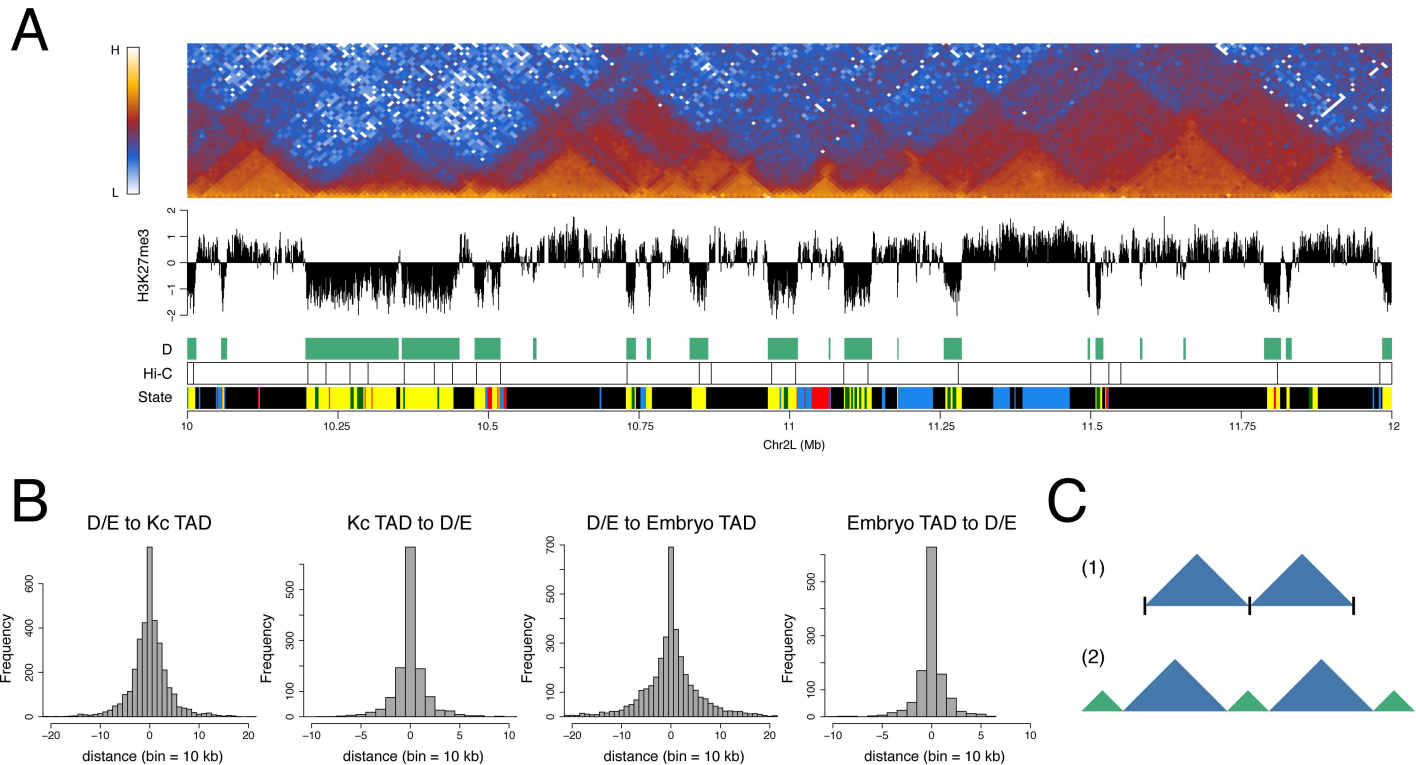 A
H
L
H3K27me3
2
1
0
−1
−2
D
Hi-C
State
10
10.25
10.5
10.75
11
11.25
11.5
11.75
12
Chr2L (Mb)
B
D/E to Kc TAD
Frequency
600
400
200
0
−20
−10
0
10
20
distance (bin = 10 kb)
Kc TAD to D/E
Frequency
500
300
100
0
−10
−5
0
5
10
distance (bin = 10 kb)
D/E to Embryo TAD
Frequency
700
500
300
100
0
−20
−10
0
10
20
distance (bin = 10 kb)
Embryo TAD to D/E
Frequency
500
300
100
0
−10
−5
0
5
10
distance (bin = 10 kb)
C
(1)
(2)